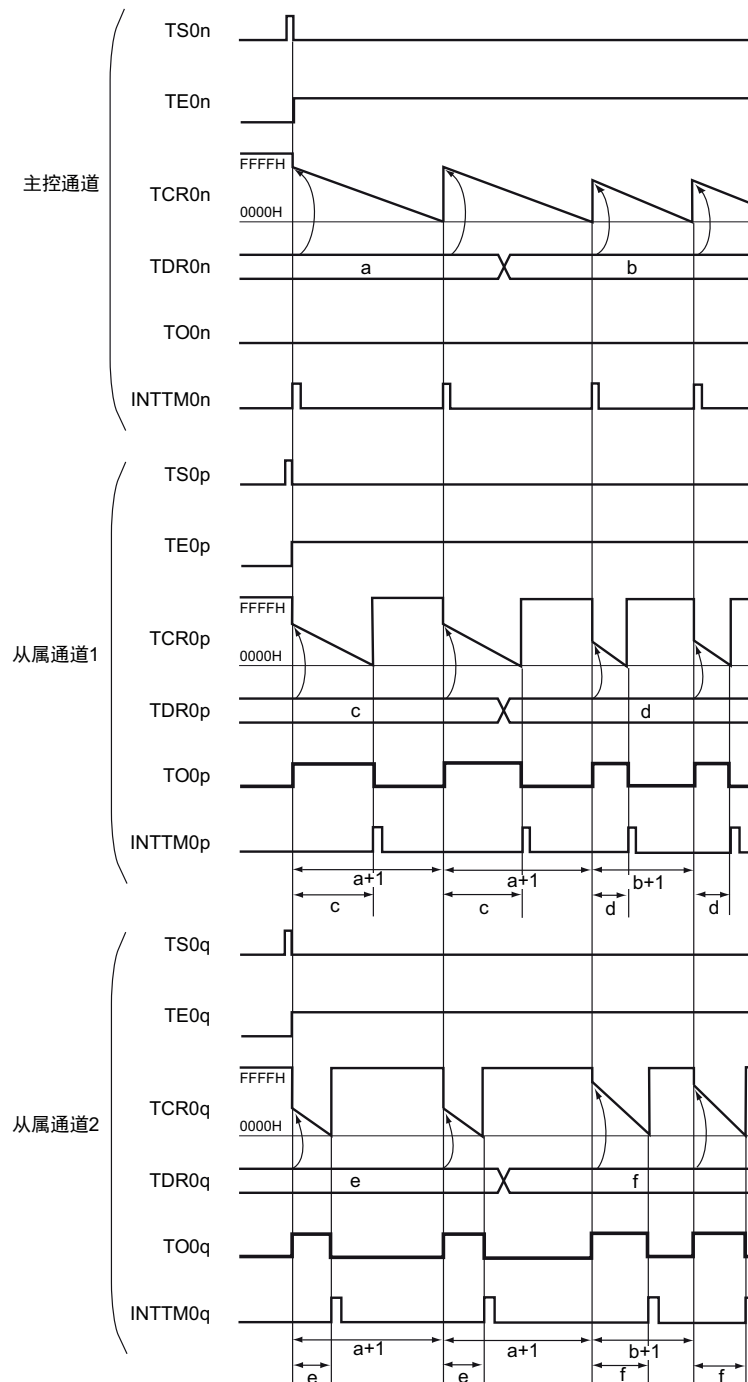 主控通道
TS0n
TE0n
FFFFH
TCR0n
0000H
TDR0n
a
b
TO0n
INTTM0n
从属通道1
TS0p
TE0p
FFFFH
TCR0p
0000H
TDR0p
c
d
TO0p
INTTM0p
a+1
a+1
b+1
c
c
d
d
从属通道2
TS0q
TE0q
FFFFH
TCR0q
0000H
TDR0q
e
f
TO0q
INTTM0q
a+1
a+1
b+1
e
e
f
f